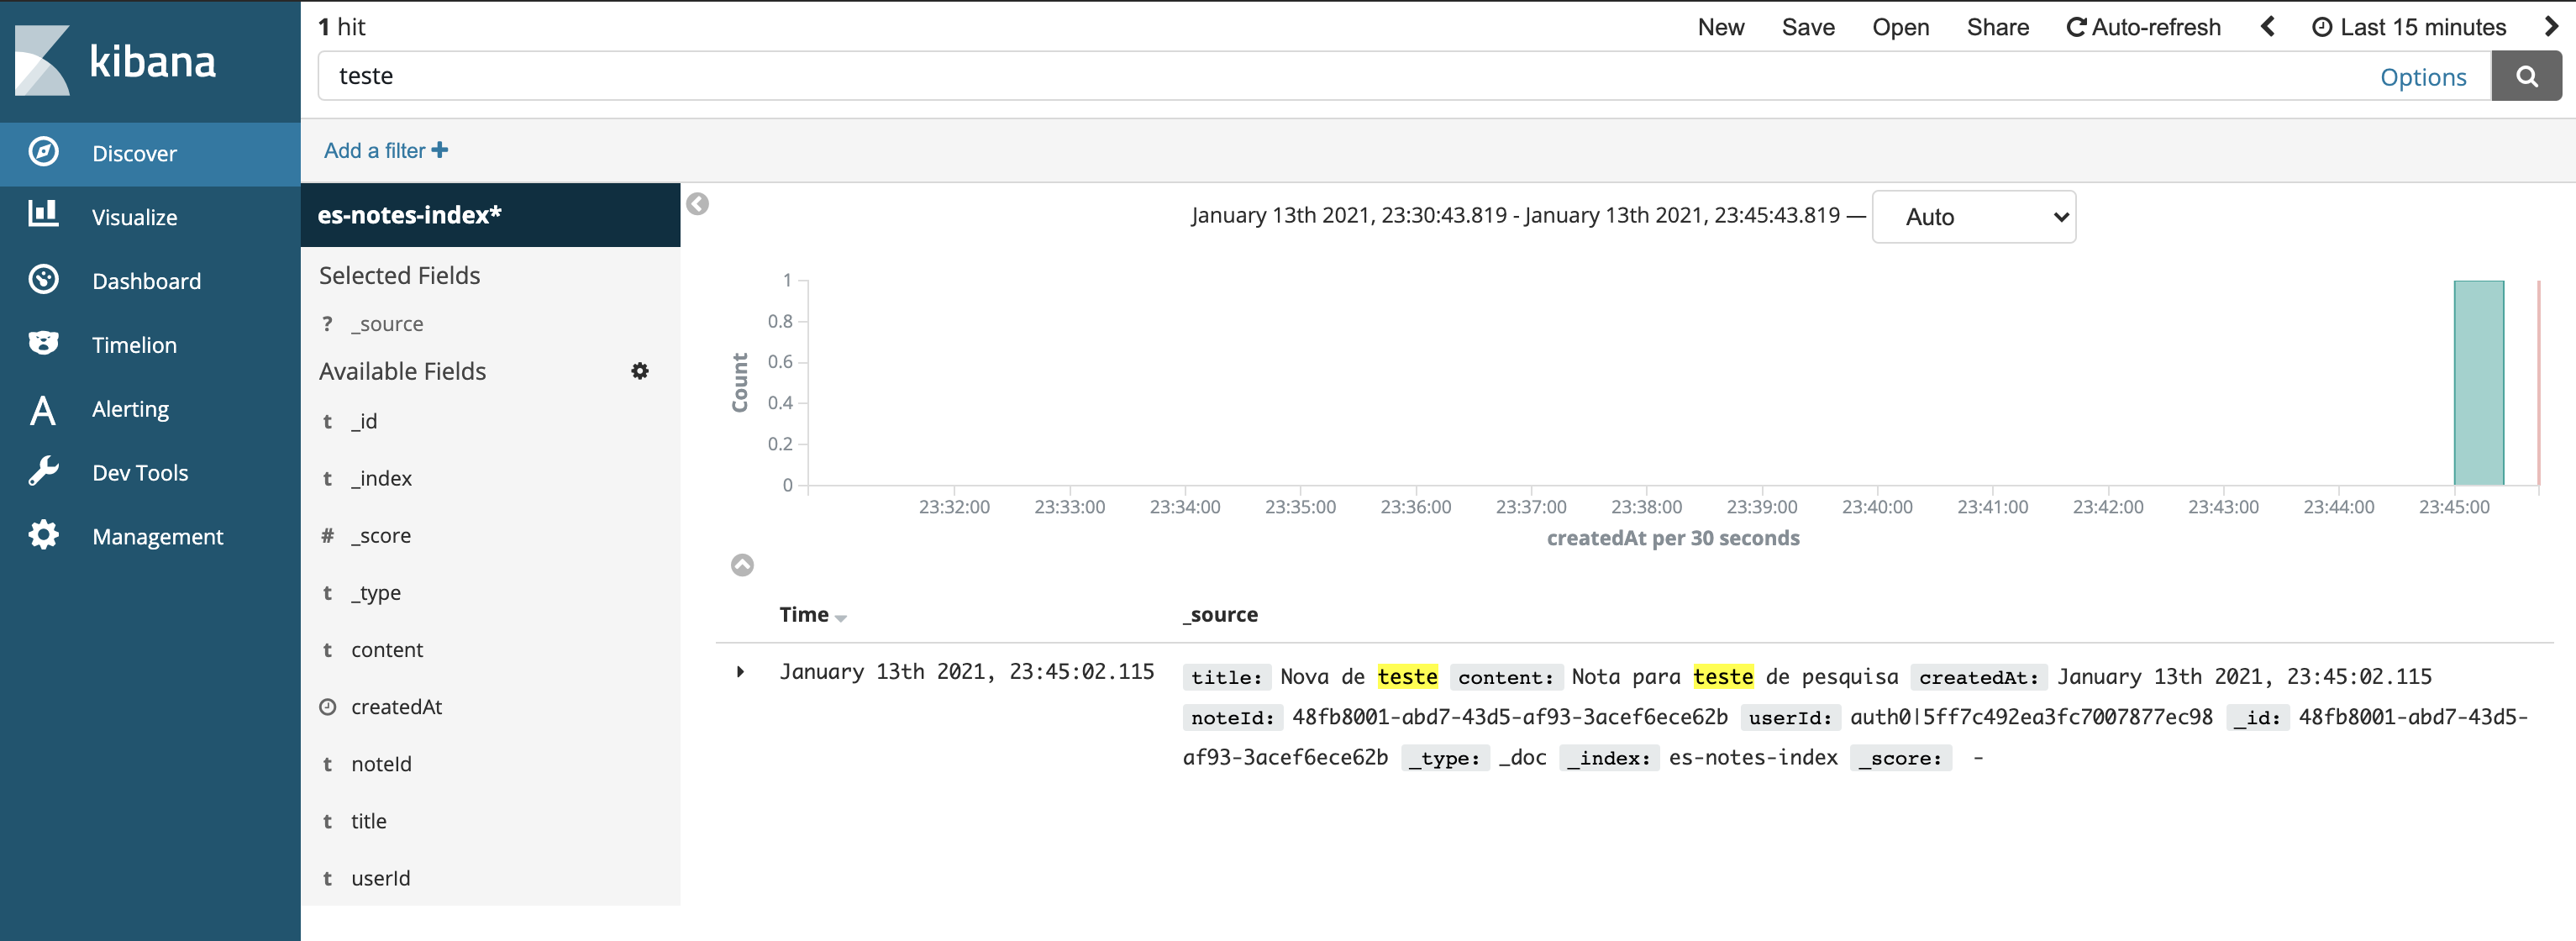 kibana
Discover
Visualize
Dashboard
Timelion
Alerting
Dev Tools
Management
1 hit
New Save Open Share Auto-refresh Last 15 minutes
teste Options
Add a filter
es-notes-index*
Selected Fields
? _source
Available Fields
t _id
t _index
# _score
t _type
t content
createdAt
t noteId
t title
t userId
January 13th 2021, 23:30:43.819 - January 13th 2021, 23:45:43.819 — Auto
Count
1
0.8
0.6
0.4
0.2
0
23:32:00 23:33:00 23:34:00 23:35:00 23:36:00 23:37:00 23:38:00 23:39:00 23:40:00 23:41:00 23:42:00 23:43:00 23:44:00 23:45:00
createdAt per 30 seconds
Time _source
January 13th 2021, 23:45:02.115 title: Nova de teste content: Nota para teste de pesquisa createdAt: January 13th 2021, 23:45:02.115
noteId: 48fb8001-abd7-43d5-af93-3acef6ece62b userId: auth0|5ff7c492ea3fc7007877ec98 _id: 48fb8001-abd7-43d5-
af93-3acef6ece62b _type: _doc _index: es-notes-index _score: -